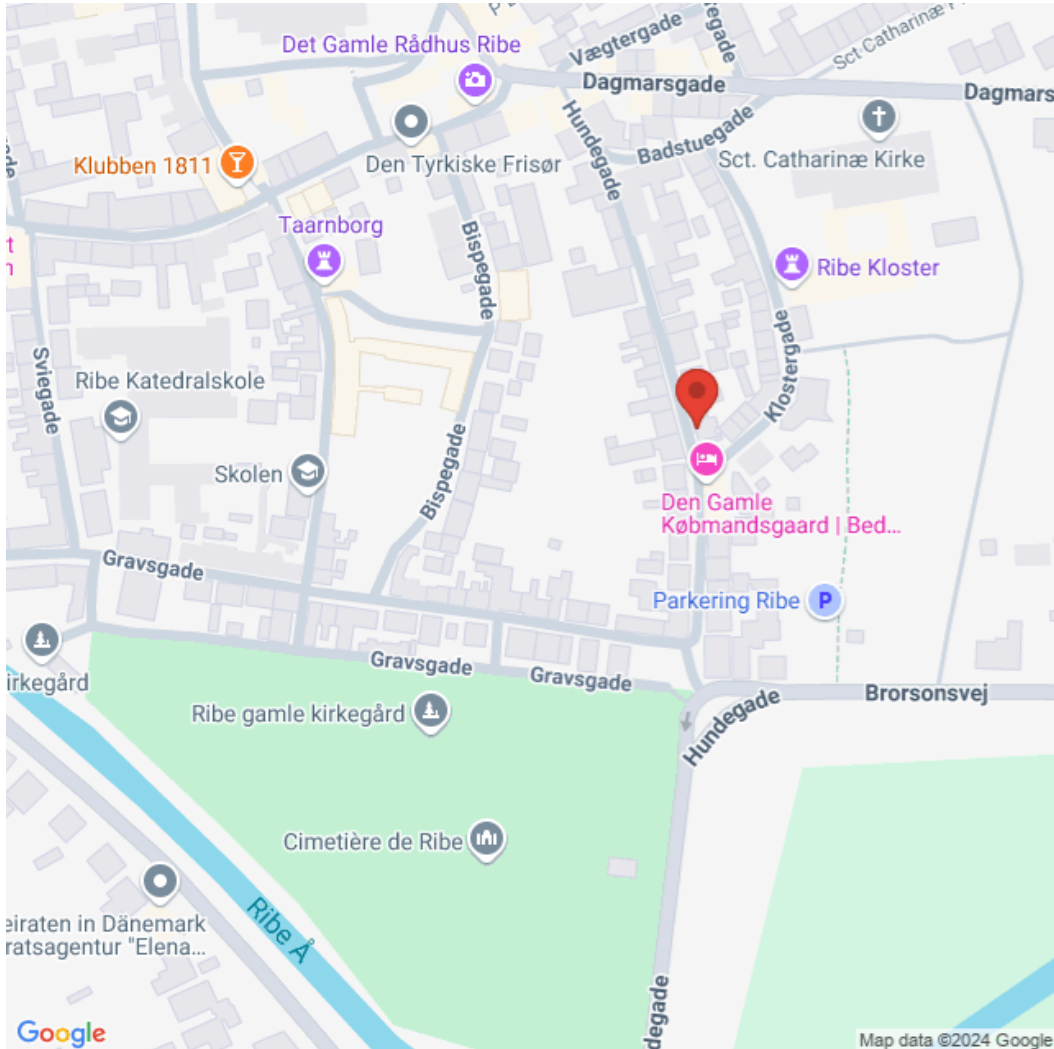 Vægtergade
Sct Catharinæ
Det Gamle Rådhus Ribe
Dagmarsgade
Dagmars
Hundegade
Badstuegade
Sct. Catharinæ Kirke
Klubben 1811
Den Tyrkiske Frisør
Taarnborg
Bispegade
Ribe Kloster
Sviegade
Klostergade
Ribe Katedralskole
Skolen
Bispegade
Den Gamle
Købmandsgaard | Bed...
Gravsgade
Parkering Ribe
P
irkegård
Gravsgade
Gravsgade
Brorsonsvej
Ribe gamle kirkegård
Hundegade
Cimetière de Ribe
eiraten in Dänemark
ratsagentur "Elena...
Ribe Å
degade
Google
Map data ©2024 Google